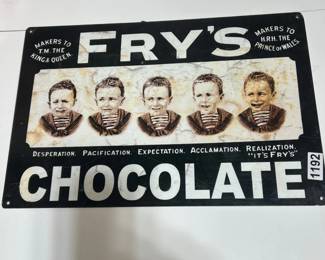 MAKERS TO
T.M. THE
KING & QUEEN.
FRY'S
MAKERS TO
H.R.H. THE
PRINCE OF WALES.
DESPERATION. PACIFICATION. EXPECTATION. ACCLAMATION. REALIZATION.
"IT'S FRY'S"
CHOCOLATE
1192